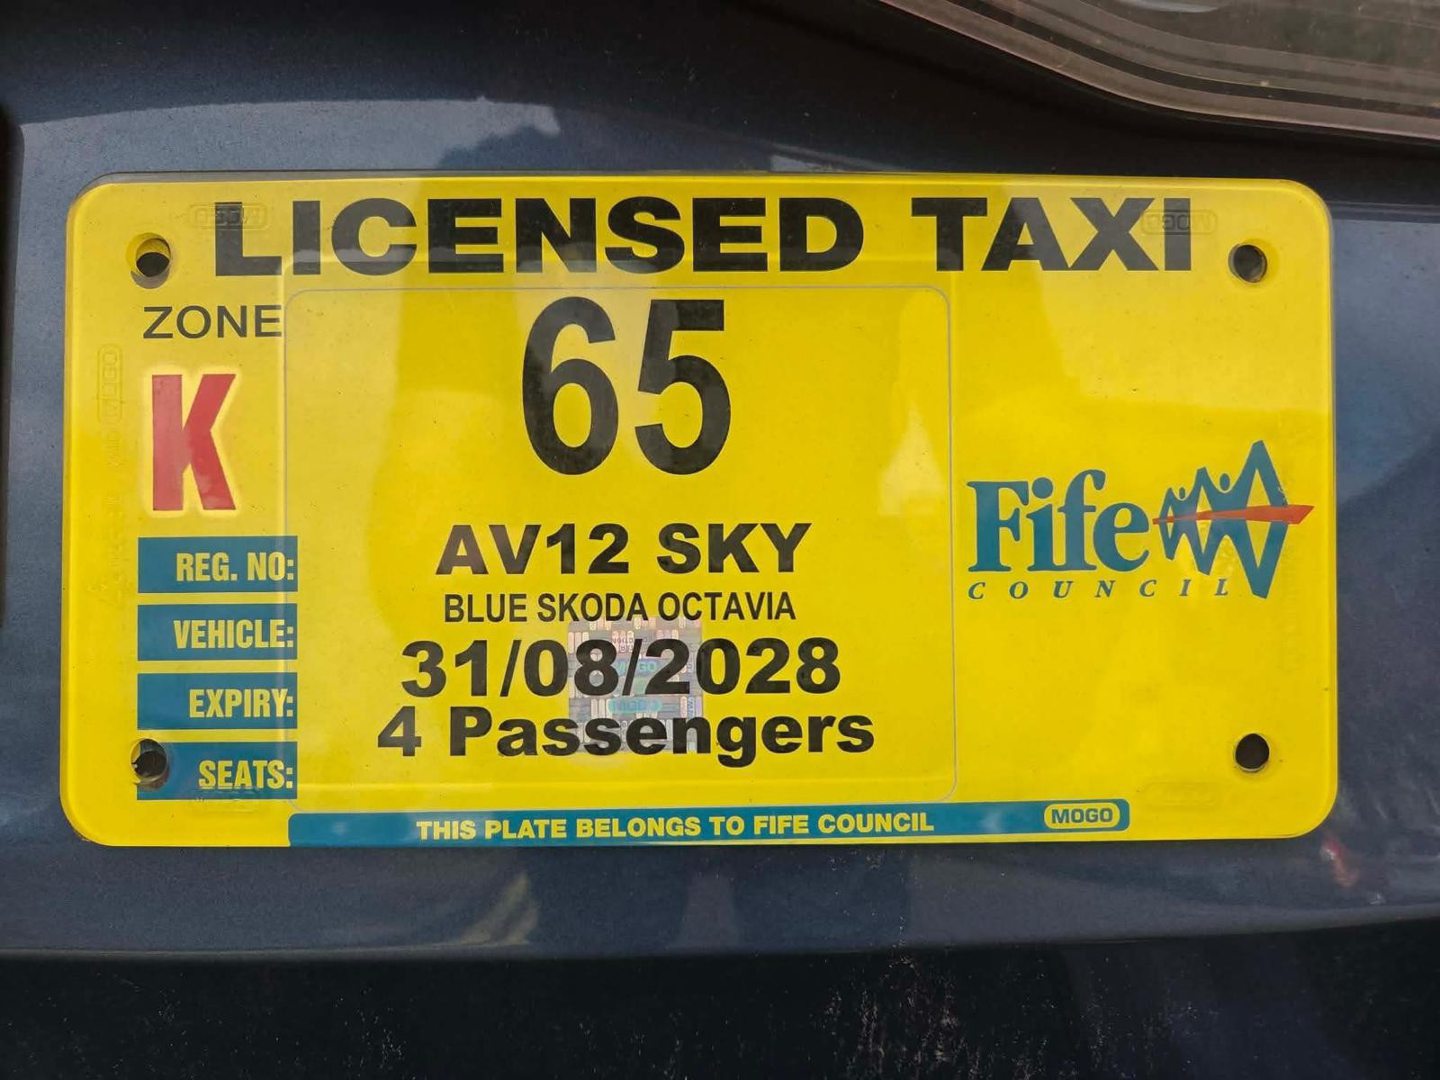 LICENSED TAXI
ZONE
K
65
REG. NO: AV12 SKY
VEHICLE: BLUE SKODA OCTAVIA
EXPIRY: 31/08/2028
SEATS: 4 Passengers
Fife
COUNCIL
THIS PLATE BELONGS TO FIFE COUNCIL MOGO